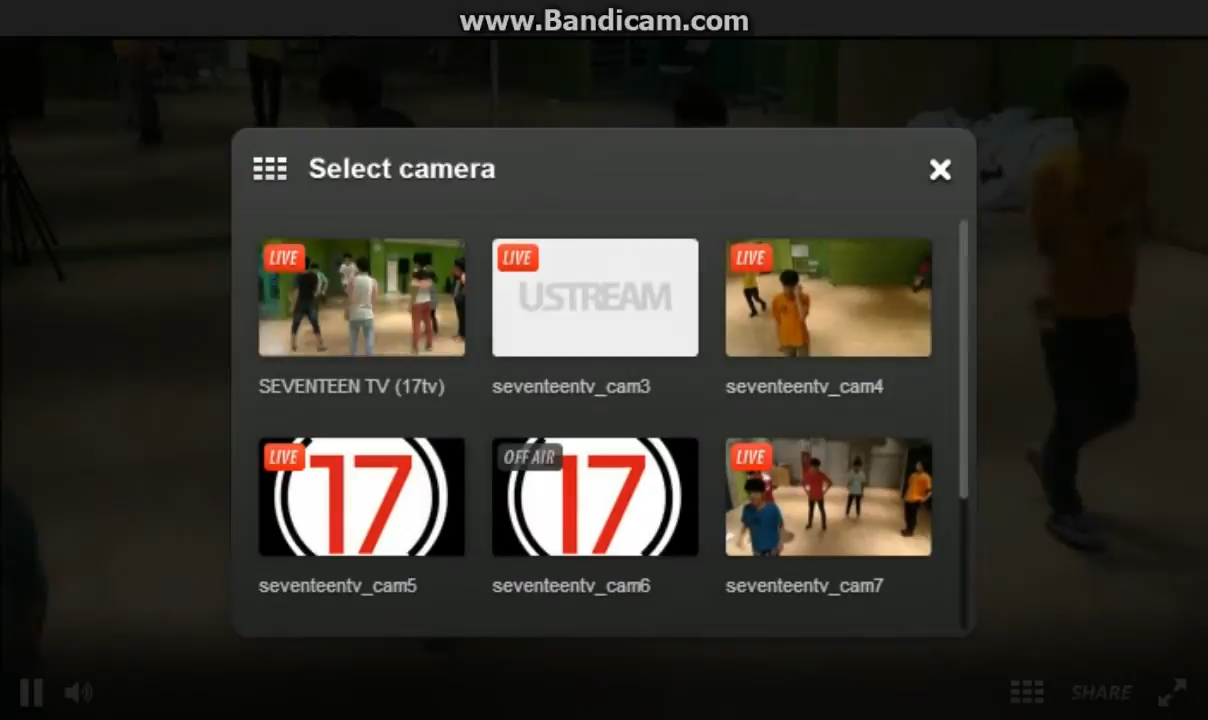 www.Bandicam.com
Select camera
LIVE
LIVE
LIVE
USTREAM
SEVENTEEN TV (17tv)
seventeentv_cam3
seventeentv_cam4
LIVE
OFF AIR
LIVE
17
17
seventeentv_cam5
seventeentv_cam6
seventeentv_cam7
SHARE